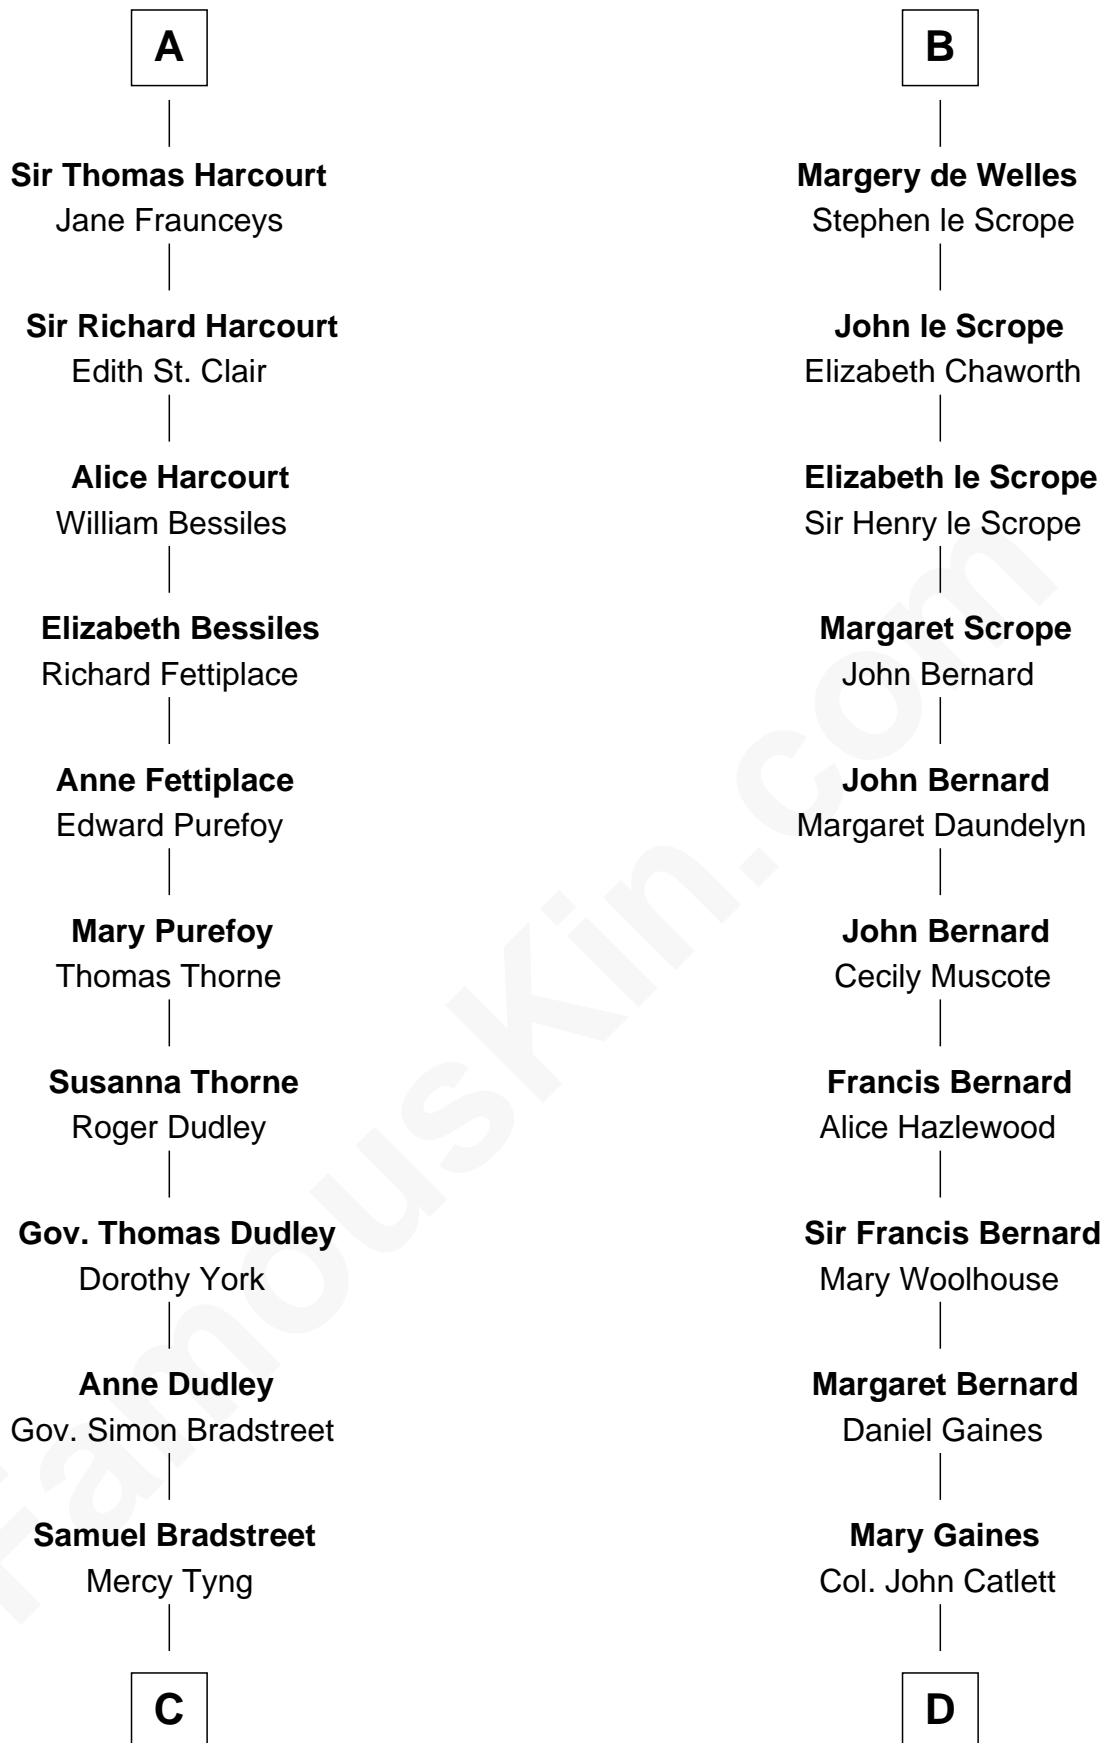 A
Sir Thomas Harcourt
Jane Fraunceys
Sir Richard Harcourt
Edith St. Clair
Alice Harcourt
William Bessiles
Elizabeth Bessiles
Richard Fettiplace
Anne Fettiplace
Edward Purefoy
Mary Purefoy
Thomas Thorne
Susanna Thorne
Roger Dudley
Gov. Thomas Dudley
Dorothy York
Anne Dudley
Gov. Simon Bradstreet
Samuel Bradstreet
Mercy Tyng
C
B
Margery de Welles
Stephen le Scrope
John le Scrope
Elizabeth Chaworth
Elizabeth le Scrope
Sir Henry le Scrope
Margaret Scrope
John Bernard
John Bernard
Margaret Daundelyn
John Bernard
Cecily Muscote
Francis Bernard
Alice Hazlewood
Sir Francis Bernard
Mary Woolhouse
Margaret Bernard
Daniel Gaines
Mary Gaines
Col. John Catlett
D
FamousKin.com